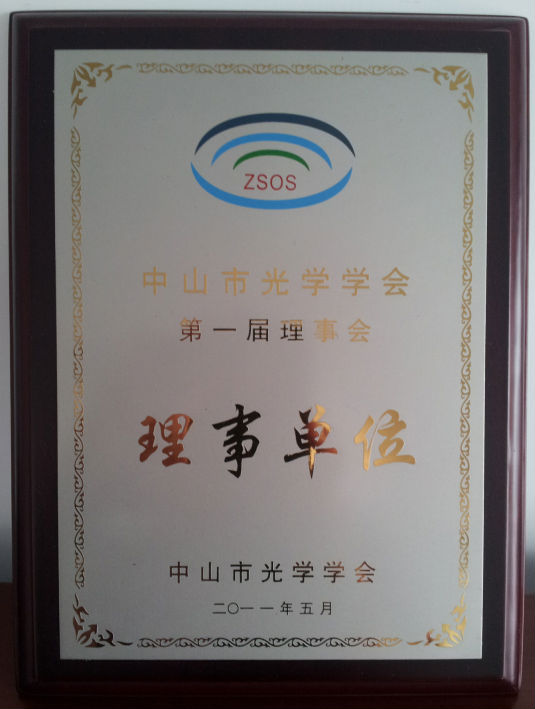 ZSOS
中山市光学学会
第一届理事会
理事单位
中山市光学学会
二〇一一年五月